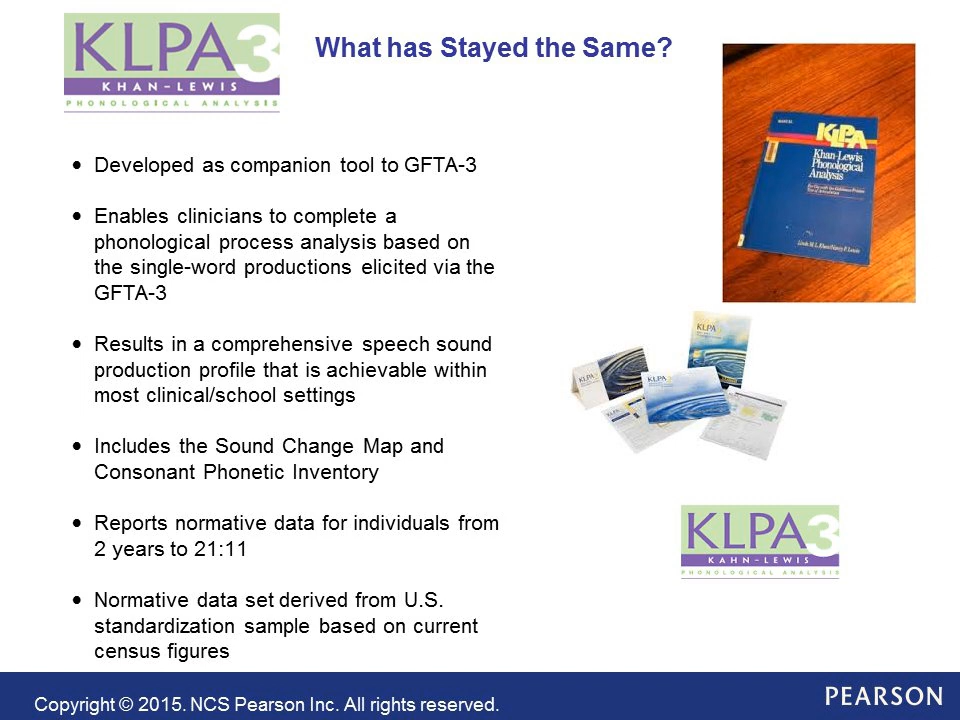 KLPA3
KHAN-LEWIS
PHONOLOGICAL ANALYSIS
What has Stayed the Same?
MANUAL
KLPA
Khan-Lewis
Phonological
Analysis
Linda M. L. Khan/Nancy P. Lewis
• Developed as companion tool to GFTA-3
• Enables clinicians to complete a
phonological process analysis based on
the single-word productions elicited via the
GFTA-3
• Results in a comprehensive speech sound
production profile that is achievable within
most clinical/school settings
• Includes the Sound Change Map and
Consonant Phonetic Inventory
• Reports normative data for individuals from
2 years to 21:11
• Normative data set derived from U.S.
standardization sample based on current
census figures
KLPA
KLPA3
KLPA3
KLPA3
KAHN-LEWIS
PHONOLOGICAL ANALYSIS
Copyright © 2015. NCS Pearson Inc. All rights reserved.
PEARSON